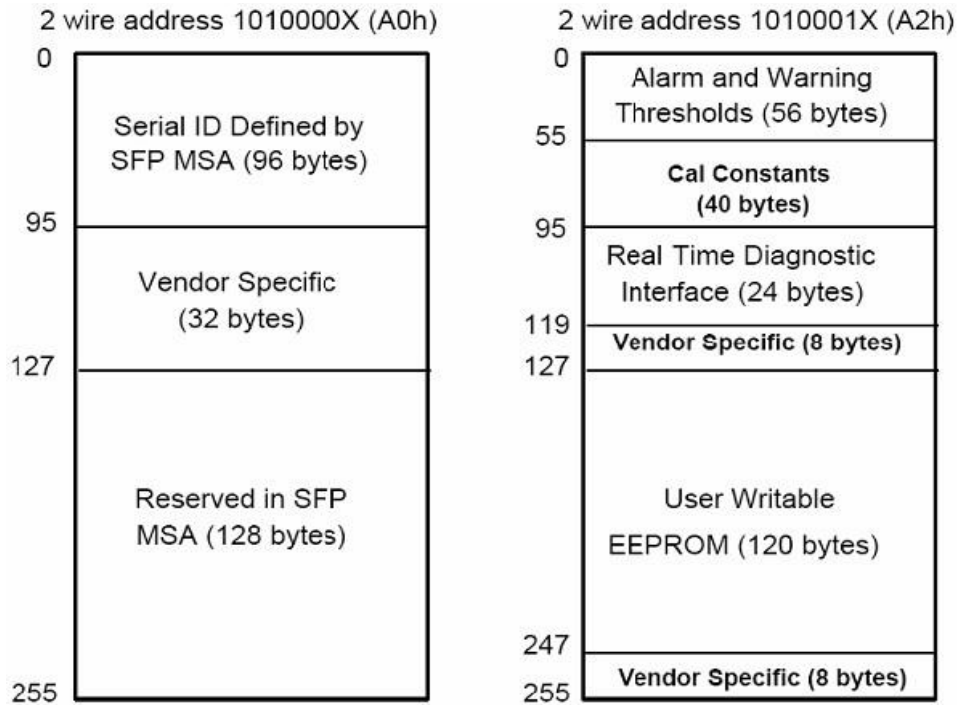 2 wire address 1010000X (A0h)
0
Serial ID Defined by
SFP MSA (96 bytes)
95
Vendor Specific
(32 bytes)
127
Reserved in SFP
MSA (128 bytes)
255
2 wire address 1010001X (A2h)
0
Alarm and Warning
Thresholds (56 bytes)
55
Cal Constants
(40 bytes)
95
Real Time Diagnostic
Interface (24 bytes)
119
Vendor Specific (8 bytes)
127
User Writable
EEPROM (120 bytes)
247
Vendor Specific (8 bytes)
255